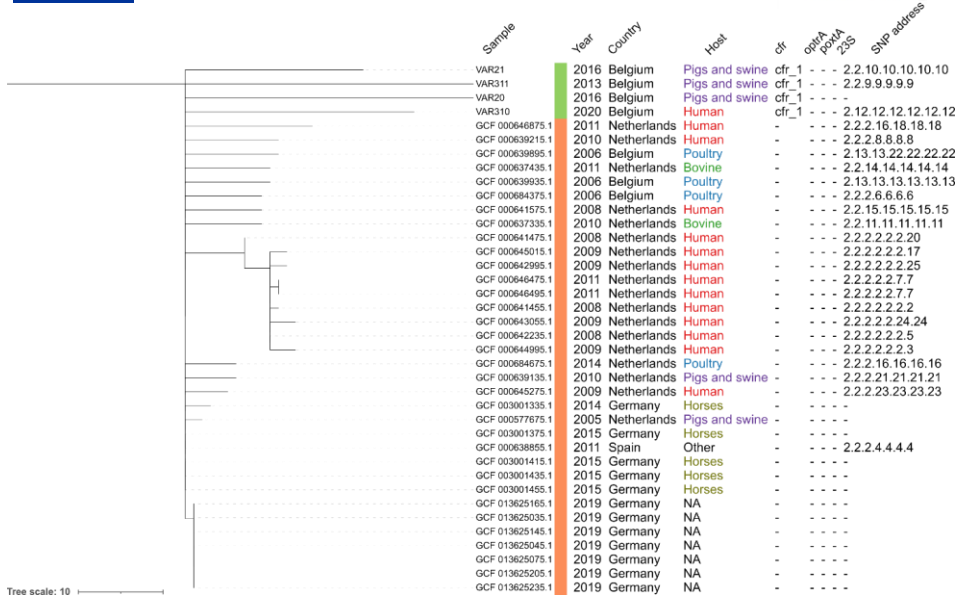 Sample Year Country Host cfr optrA poxtA 23S SNP address
VAR21 2016 Belgium Pigs and swine cfr_1 - - - 2.2.10.10.10.10.10
VAR311 2013 Belgium Pigs and swine cfr_1 - - - 2.2.9.9.9.9.9
VAR20 2016 Belgium Pigs and swine cfr_1 - - - -
VAR310 2020 Belgium Human cfr_1 - - - 2.12.12.12.12.12.12
GCF 000646875.1 2011 Netherlands Human - - - - 2.2.2.16.18.18.18
GCF 000639215.1 2010 Netherlands Human - - - - 2.2.2.8.8.8.8
GCF 000639895.1 2006 Belgium Poultry - - - - 2.13.13.22.22.22.22
GCF 000637435.1 2011 Netherlands Bovine - - - - 2.2.14.14.14.14.14
GCF 000639935.1 2006 Belgium Poultry - - - - 2.13.13.13.13.13.13
GCF 000684375.1 2006 Belgium Poultry - - - - 2.2.2.6.6.6.6
GCF 000641575.1 2008 Netherlands Human - - - - 2.2.15.15.15.15.15
GCF 000637335.1 2010 Netherlands Bovine - - - - 2.2.11.11.11.11.11
GCF 000641475.1 2008 Netherlands Human - - - - 2.2.2.2.2.2.20
GCF 000645015.1 2009 Netherlands Human - - - - 2.2.2.2.2.2.17
GCF 000642995.1 2009 Netherlands Human - - - - 2.2.2.2.2.2.25
GCF 000646475.1 2011 Netherlands Human - - - - 2.2.2.2.2.7.7
GCF 000646495.1 2011 Netherlands Human - - - - 2.2.2.2.2.7.7
GCF 000641455.1 2008 Netherlands Human - - - - 2.2.2.2.2.2.2
GCF 000643055.1 2009 Netherlands Human - - - - 2.2.2.2.2.24.24
GCF 000642235.1 2008 Netherlands Human - - - - 2.2.2.2.2.2.5
GCF 000644995.1 2009 Netherlands Human - - - - 2.2.2.2.2.2.3
GCF 000684675.1 2014 Netherlands Poultry - - - - 2.2.2.16.16.16.16
GCF 000639135.1 2010 Netherlands Pigs and swine - - - - 2.2.2.21.21.21.21
GCF 000645275.1 2009 Netherlands Human - - - - 2.2.2.23.23.23.23
GCF 003001335.1 2014 Germany Horses - - - - -
GCF 000577675.1 2005 Netherlands Pigs and swine - - - - -
GCF 003001375.1 2015 Germany Horses - - - - -
GCF 000638855.1 2011 Spain Other - - - - 2.2.2.4.4.4.4
GCF 003001415.1 2015 Germany Horses - - - - -
GCF 003001435.1 2015 Germany Horses - - - - -
GCF 003001455.1 2015 Germany Horses - - - - -
GCF 013625165.1 2019 Germany NA - - - - -
GCF 013625035.1 2019 Germany NA - - - - -
GCF 013625145.1 2019 Germany NA - - - - -
GCF 013625045.1 2019 Germany NA - - - - -
GCF 013625075.1 2019 Germany NA - - - - -
GCF 013625205.1 2019 Germany NA - - - - -
GCF 013625235.1 2019 Germany NA - - - - -
Tree scale: 10